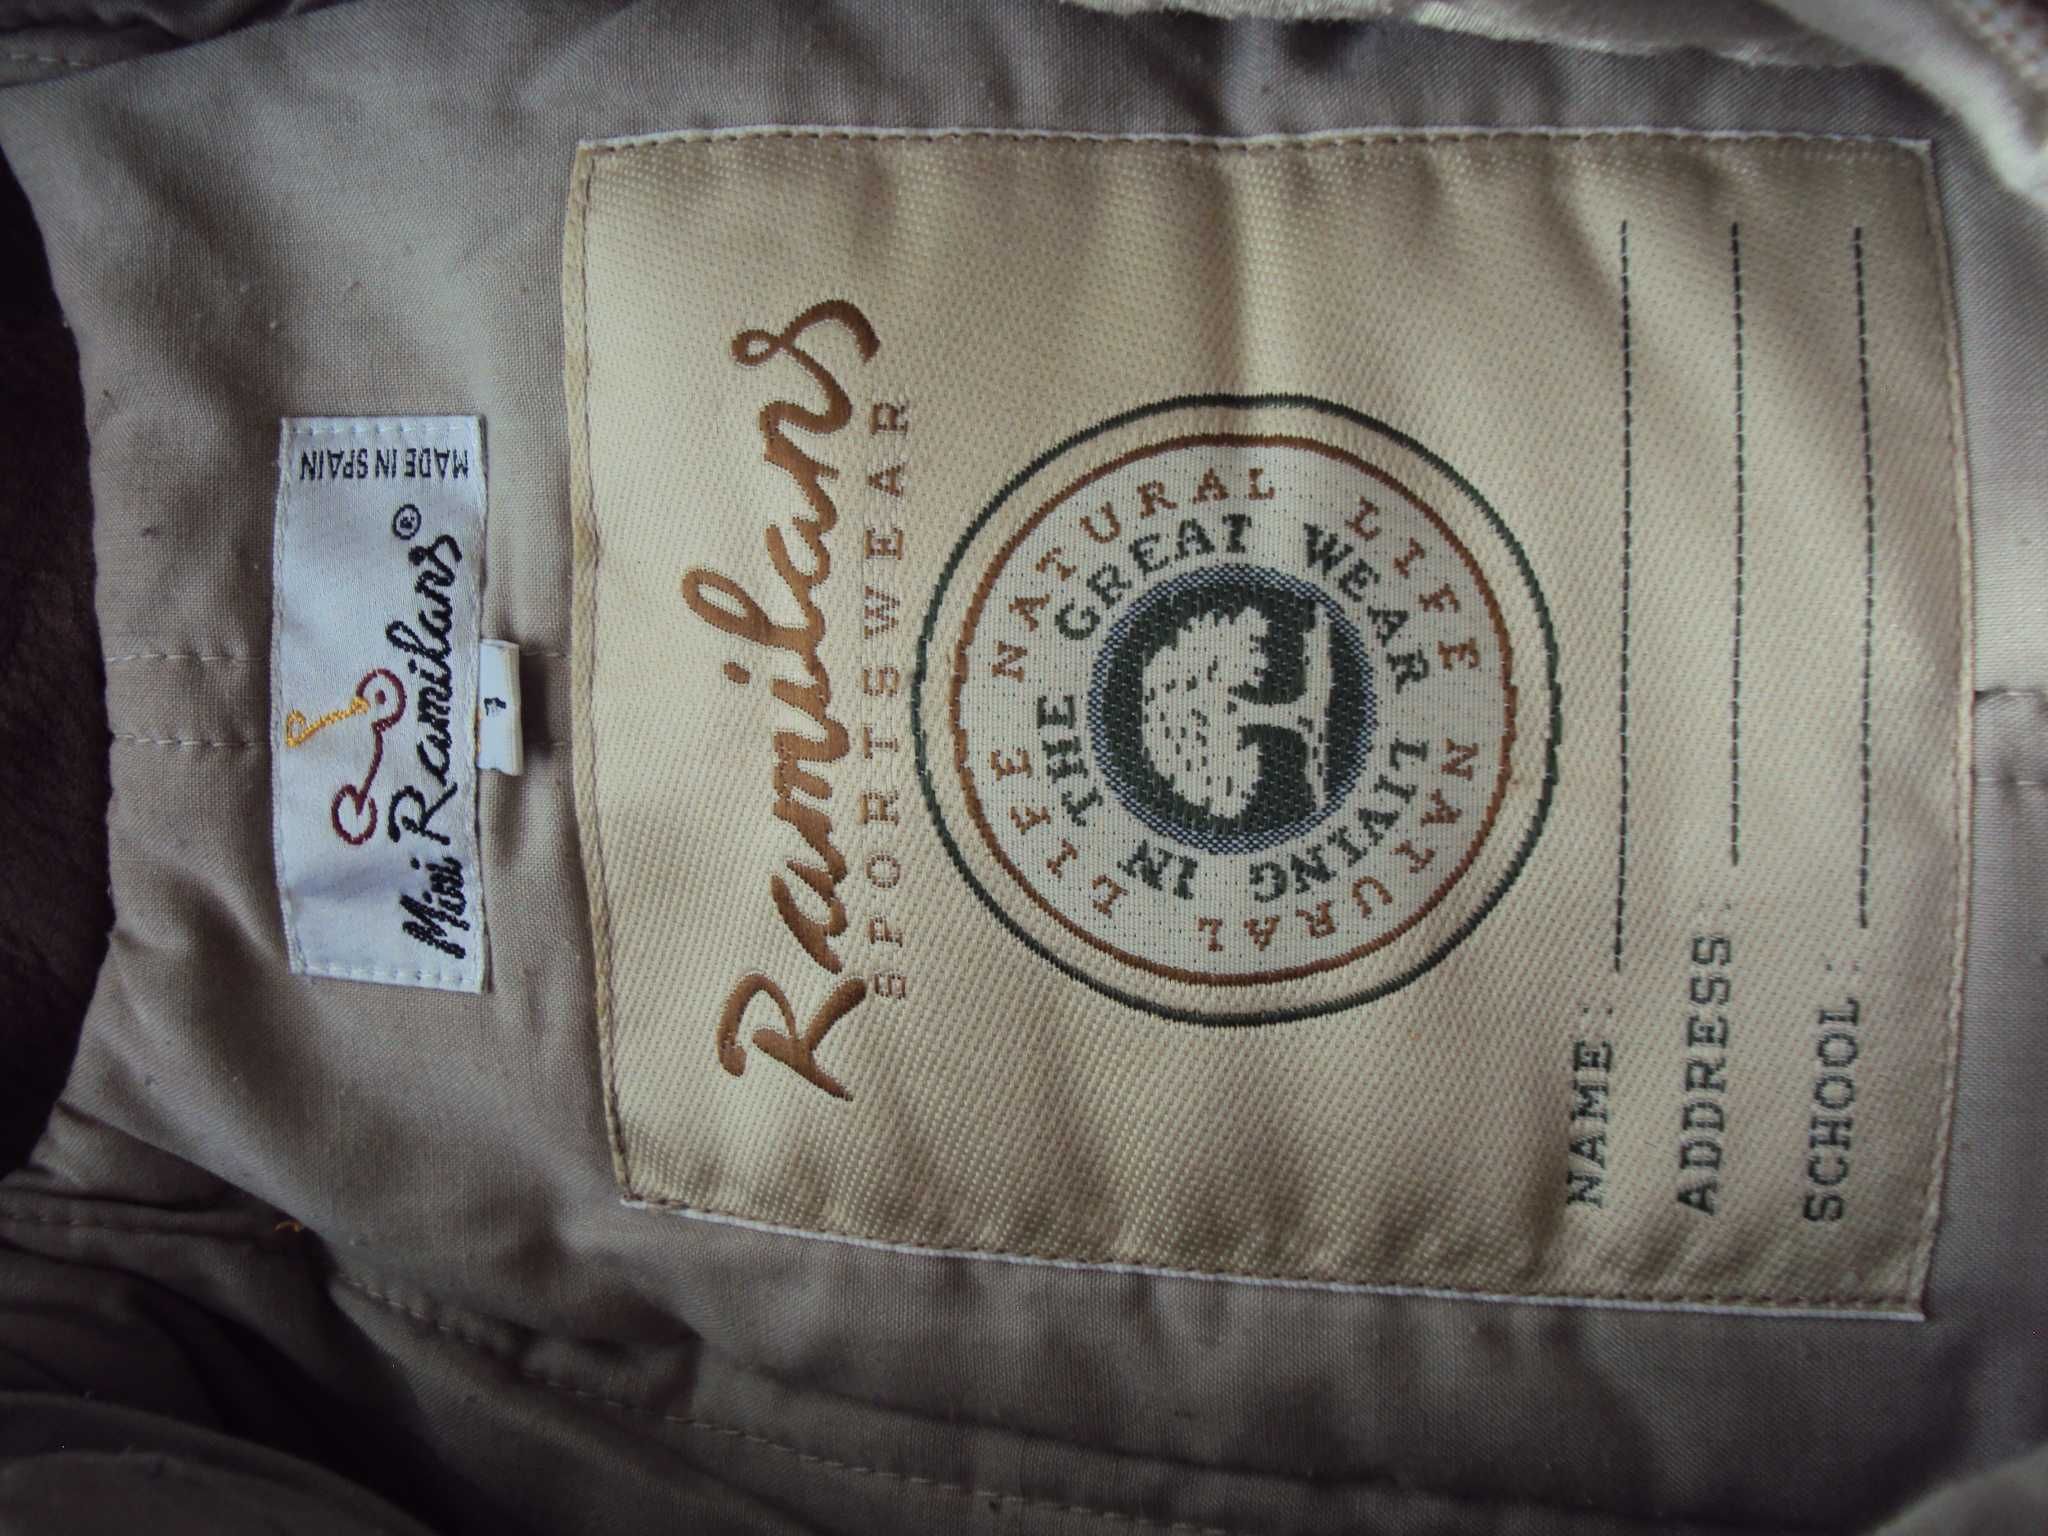 Mini Ramilans®
MADE IN SPAIN
7
Ramilans
SPORTSWEAR
NATURAL LIFE NATURAL LIFE
GREAT WEAR LIVING IN THE
NAME:
ADDRESS:
SCHOOL: